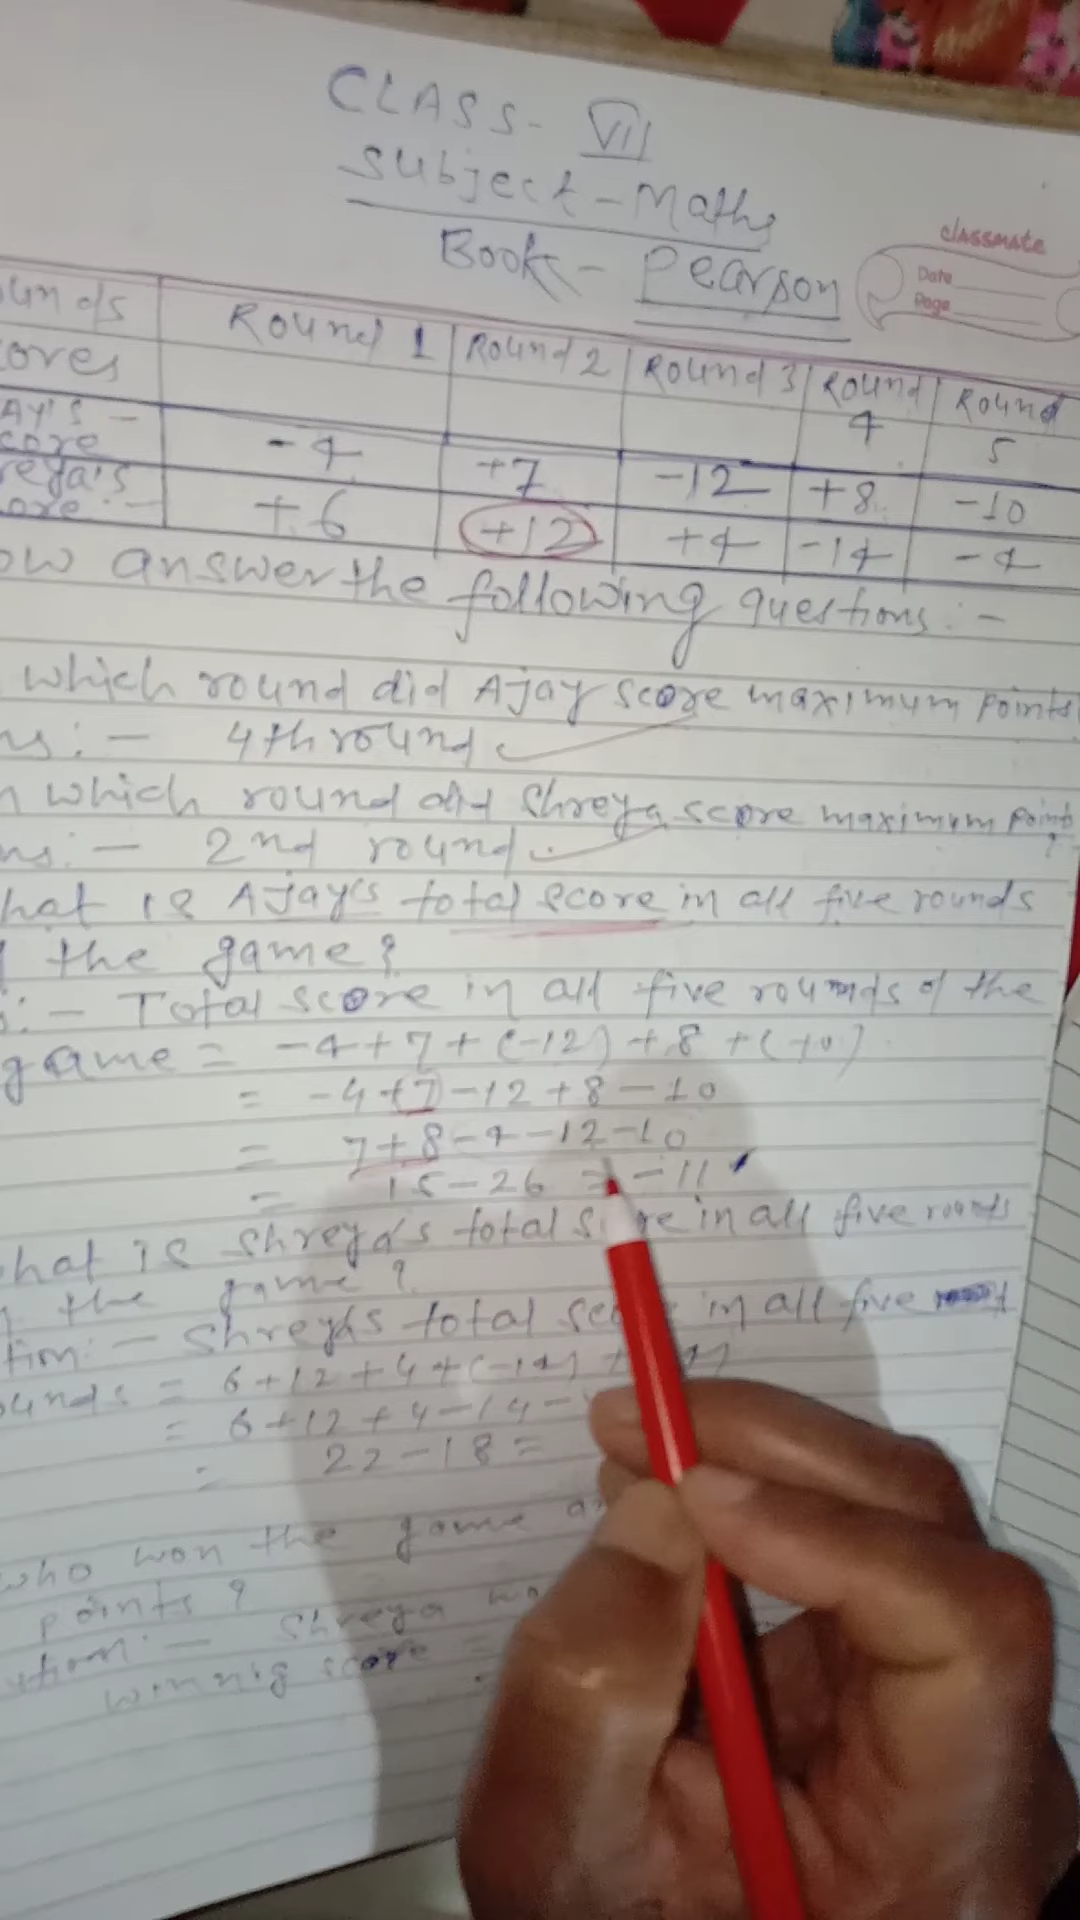 CLASS- VII
Subject-Maths
Book- Pearson
classmate
Date
Page
Round 1 Round 2 Round 3 Round 4 Round 5
-4 +7 -12 +8 -10
+6 +12 +4 -14 -4
answer the following questions :-
which round did Ajay score maximum points
:- 4th round
which round did Shreya score maximum point
:- 2nd round.
is Ajay's total score in all five rounds
the game?
:- Total score in all five rounds of the
game = -4+7+(-12)+8+(-10)
= -4+7-12+8-10
= 7+8-4-12-10
= 15-26 = -11
is Shreya's total in all five rounds
the game?
:- Shreya's total in all five
= 6+12+4+(-14)+
= 6+12+4-14-
= 22-18=
who won the game
points?
:- Shreya
winnig score =